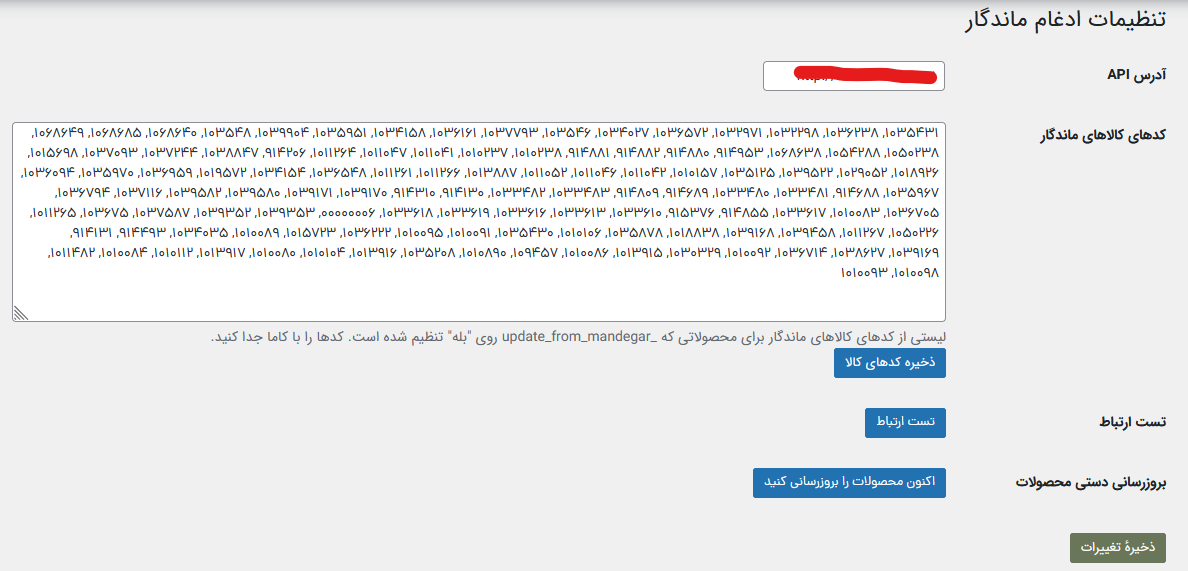 تنظیمات ادغام ماندگار
آدرس API
کدهای کالاهای ماندگار
۱۰۳۵۴۳۱, ۱۰۳۶۲۳۸, ۱۰۳۲۲۹۸, ۱۰۳۲۹۷۱, ۱۰۳۶۵۷۲, ۱۰۳۴۰۲۷, ۱۰۳۵۴۶, ۱۰۳۷۷۹۳, ۱۰۳۶۱۶۱, ۱۰۳۴۱۵۸, ۱۰۳۵۹۵۱, ۱۰۳۹۹۰۴, ۱۰۳۵۴۸, ۱۰۶۸۶۴۰, ۱۰۶۸۶۸۵, ۱۰۶۸۶۴۹,
۱۰۵۰۲۳۸, ۱۰۵۴۲۸۸, ۱۰۶۸۶۳۸, ۹۱۴۹۵۳, ۹۱۴۸۸۰, ۹۱۴۸۸۲, ۹۱۴۸۸۱, ۱۰۱۰۲۳۸, ۱۰۱۰۲۳۷, ۱۰۱۱۰۴۱, ۱۰۱۱۰۴۷, ۱۰۱۱۲۶۴, ۹۱۴۲۰۶, ۱۰۳۸۸۴۷, ۱۰۳۷۲۴۴, ۱۰۳۷۰۹۳, ۱۰۱۵۶۹۸,
۱۰۱۸۹۲۶, ۱۰۲۹۰۵۲, ۱۰۳۹۵۲۲, ۱۰۳۵۱۲۵, ۱۰۱۰۱۵۷, ۱۰۱۱۰۴۲, ۱۰۱۱۰۴۶, ۱۰۱۱۰۵۲, ۱۰۱۳۸۸۷, ۱۰۱۱۲۶۶, ۱۰۱۱۲۶۱, ۱۰۳۶۵۴۸, ۱۰۳۴۱۵۴, ۱۰۱۹۵۷۲, ۱۰۳۶۹۵۹, ۱۰۳۵۹۷۰, ۱۰۳۶۰۹۴,
۱۰۳۵۹۶۷, ۹۱۴۶۸۸, ۱۰۳۳۴۸۱, ۱۰۳۳۴۸۰, ۹۱۴۶۸۹, ۹۱۴۸۰۹, ۱۰۳۳۴۸۳, ۱۰۳۳۴۸۲, ۹۱۴۱۳۰, ۹۱۴۳۱۰, ۱۰۳۹۱۷۰, ۱۰۳۹۱۷۱, ۱۰۳۹۵۸۰, ۱۰۳۹۵۸۲, ۱۰۳۷۱۱۶, ۱۰۳۶۷۹۴,
۱۰۳۶۷۰۵, ۱۰۱۰۰۸۳, ۱۰۳۳۶۱۷, ۹۱۴۸۵۵, ۹۱۵۳۷۶, ۱۰۳۳۶۱۰, ۱۰۳۳۶۱۳, ۱۰۳۳۶۱۶, ۱۰۳۳۶۱۹, ۱۰۳۳۶۱۸, ۰۰۰۰۰۰۰۶, ۱۰۳۹۳۵۳, ۱۰۳۹۳۵۲, ۱۰۳۷۵۸۷, ۱۰۳۶۷۵, ۱۰۱۱۲۶۵,
۱۰۵۰۲۲۶, ۱۰۱۱۲۶۷, ۱۰۳۹۴۵۸, ۱۰۳۹۱۶۸, ۱۰۱۸۸۳۸, ۱۰۳۵۸۷۸, ۱۰۱۰۱۰۶, ۱۰۳۵۴۳۰, ۱۰۱۰۰۹۱, ۱۰۱۰۰۹۵, ۱۰۳۶۲۲۲, ۱۰۱۵۷۲۳, ۱۰۱۰۰۸۹, ۱۰۳۴۰۳۵, ۹۱۴۴۹۳, ۹۱۴۱۳۱,
۱۰۳۹۱۶۹, ۱۰۳۸۶۲۷, ۱۰۳۶۷۱۴, ۱۰۱۰۰۹۲, ۱۰۳۰۳۲۹, ۱۰۱۳۹۱۵, ۱۰۱۰۰۸۶, ۱۰۹۴۵۷, ۱۰۱۰۸۹۰, ۱۰۳۵۲۰۸, ۱۰۱۳۹۱۶, ۱۰۱۰۱۰۴, ۱۰۱۰۰۸۰, ۱۰۱۳۹۱۷, ۱۰۱۰۱۱۲, ۱۰۱۰۰۸۴, ۱۰۱۱۴۸۲,
۱۰۱۰۰۹۸, ۱۰۱۰۰۹۳
لیستی از کدهای کالاهای ماندگار برای محصولاتی که _update_from_mandegar روی "بله" تنظیم شده است. کدها را با کاما جدا کنید.
ذخیره کدهای کالا
تست ارتباط
تست ارتباط
بروزرسانی دستی محصولات
اکنون محصولات را بروزرسانی کنید
ذخیرهٔ تغییرات